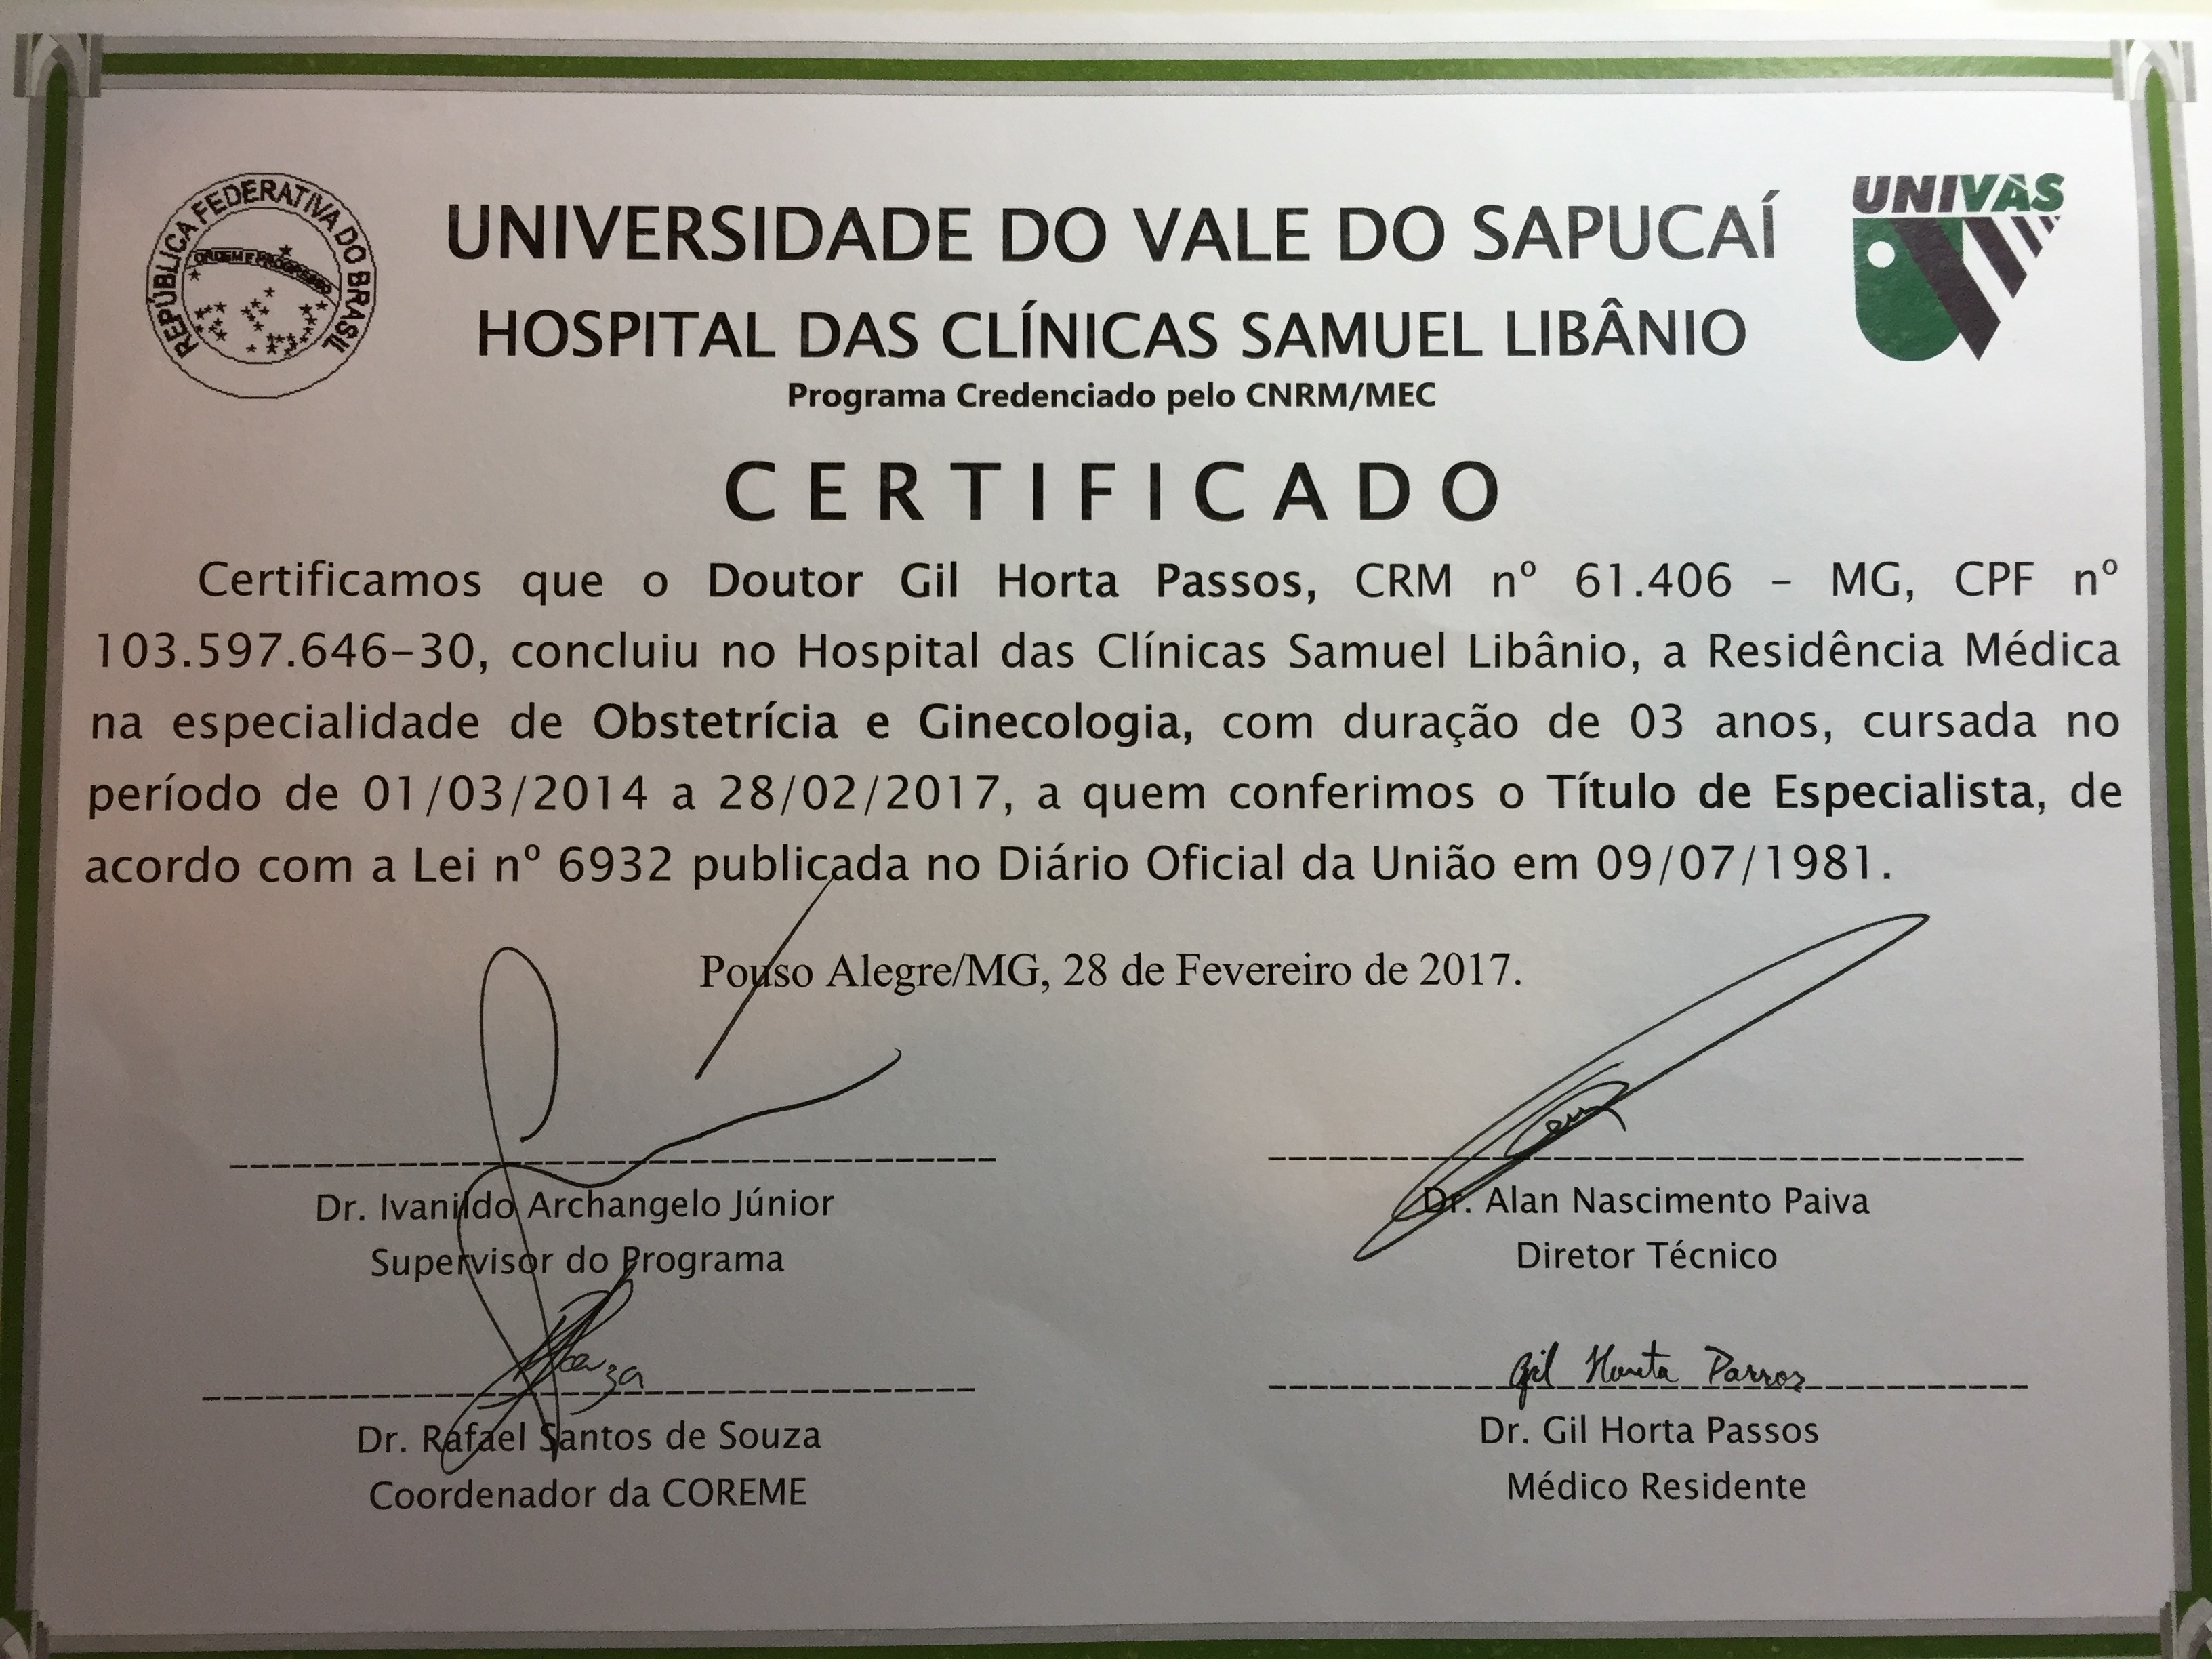 REPÚBLICA FEDERATIVA DO BRASIL
ORDEM E PROGRESSO
UNIVÁS
UNIVERSIDADE DO VALE DO SAPUCAÍ
HOSPITAL DAS CLÍNICAS SAMUEL LIBÂNIO
Programa Credenciado pelo CNRM/MEC
CERTIFICADO
Certificamos que o Doutor Gil Horta Passos, CRM nº 61.406 – MG, CPF nº
103.597.646-30, concluiu no Hospital das Clínicas Samuel Libânio, a Residência Médica
na especialidade de Obstetrícia e Ginecologia, com duração de 03 anos, cursada no
período de 01/03/2014 a 28/02/2017, a quem conferimos o Título de Especialista, de
acordo com a Lei nº 6932 publicada no Diário Oficial da União em 09/07/1981.
Pouso Alegre/MG, 28 de Fevereiro de 2017.
Dr. Ivanildo Archangelo Júnior
Supervisor do Programa
Dr. Alan Nascimento Paiva
Diretor Técnico
Dr. Rafael Santos de Souza
Coordenador da COREME
Gil Horta Passos
Dr. Gil Horta Passos
Médico Residente